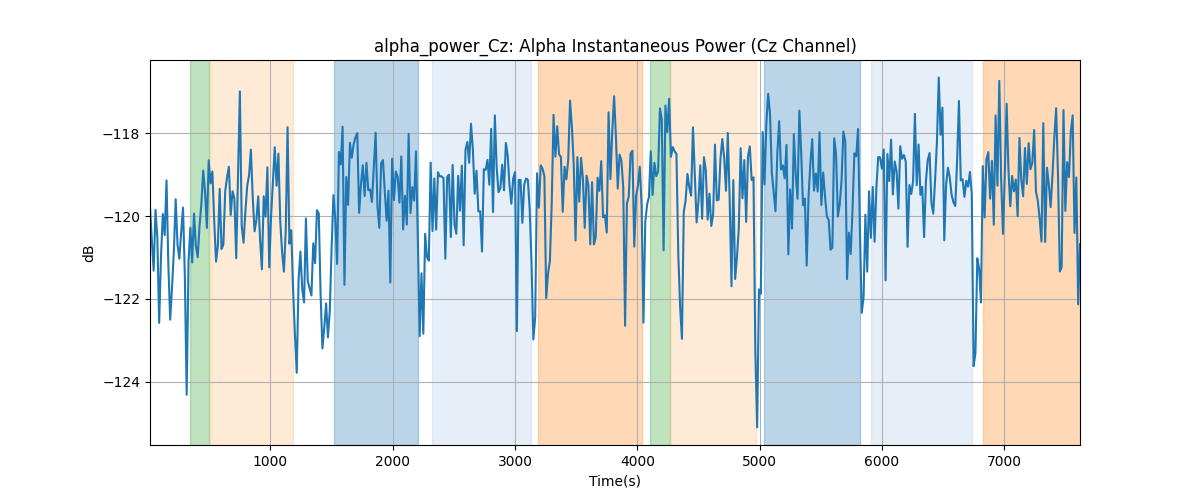 alpha_power_Cz: Alpha Instantaneous Power (Cz Channel)
dB
−118
−120
−122
−124
1000 2000 3000 4000 5000 6000 7000
Time(s)